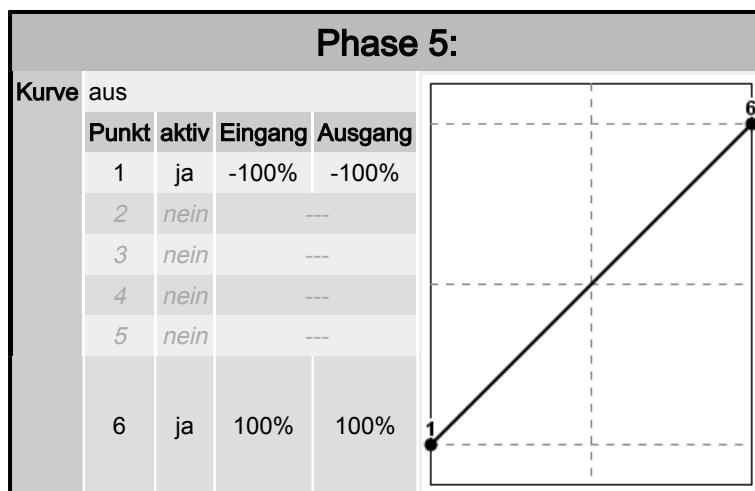 Phase 5:
Kurve aus
Punkt aktiv Eingang Ausgang
1 ja -100% -100%
2 nein ---
3 nein ---
4 nein ---
5 nein ---
6 ja 100% 100%
6
1